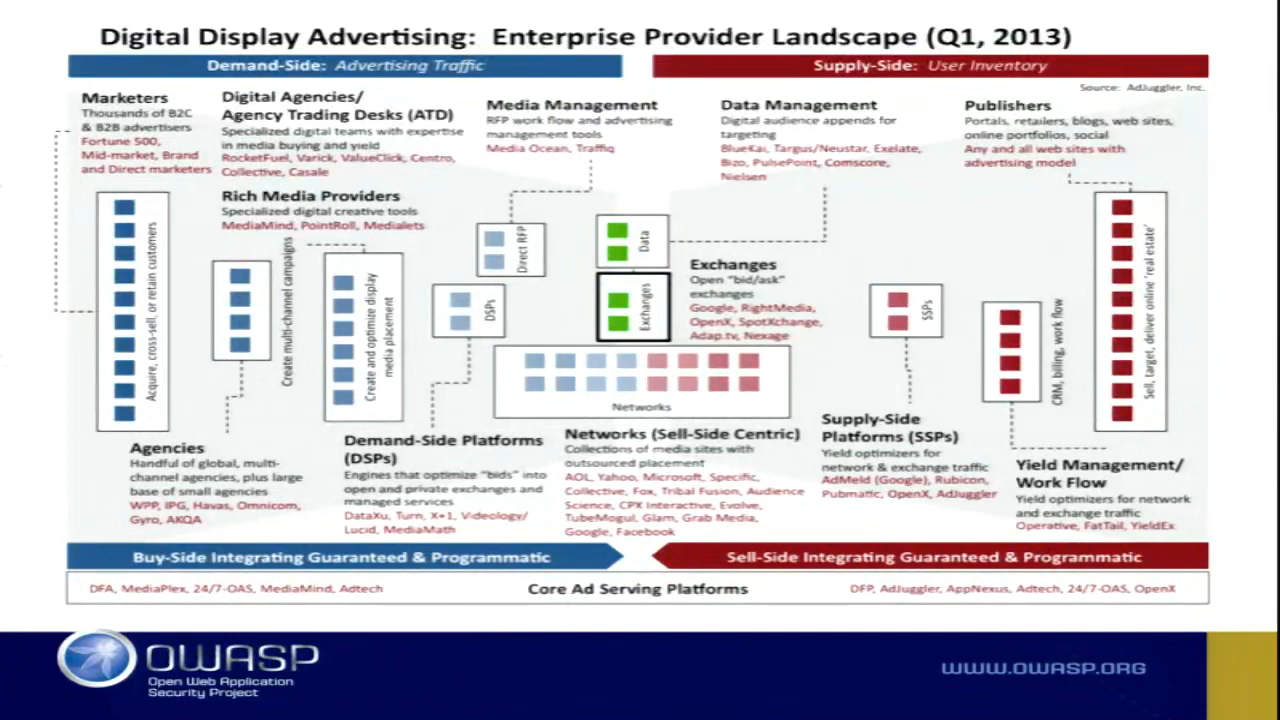 Digital Display Advertising: Enterprise Provider Landscape (Q1, 2013)
Demand-Side: Advertising Traffic
Supply-Side: User Inventory
Source: AdJuggler, Inc.
Marketers
Thousands of B2C
& B2B advertisers
Fortune 500,
Mid-market, Brand
and Direct marketers
Digital Agencies/
Agency Trading Desks (ATD)
Specialized digital teams with expertise
in media buying and yield
RocketFuel, Varick, ValueClick, Centro,
Collective, Casale
Rich Media Providers
Specialized digital creative tools
MediaMind, PointRoll, Medialets
Media Management
RFP work flow and advertising
management tools
Media Ocean, Traffiq
Data Management
Digital audience appends for
targeting
BlueKai, Targus/Neustar, Exelate,
Bizo, PulsePoint, Comscore,
Nielsen
Publishers
Portals, retailers, blogs, web sites,
online portfolios, social
Any and all web sites with
advertising model
Acquire, cross-sell, or retain customers
Create multi-channel campaigns
Create and optimize display
media placement
Direct RFP
DSPs
Data
Exchanges
Exchanges
Open "bid/ask"
exchanges
Google, RightMedia,
OpenX, SpotXchange,
Adap.tv, Nexage
SSPs
CRM, billing, work flow
Sell, target, deliver online 'real estate'
Networks
Agencies
Handful of global, multi-
channel agencies, plus large
base of small agencies
WPP, IPG, Havas, Omnicom,
Gyro, AKQA
Demand-Side Platforms
(DSPs)
Engines that optimize "bids" into
open and private exchanges and
managed services
DataXu, Turn, X+1, Videology/
Lucid, MediaMath
Networks (Sell-Side Centric)
Collections of media sites with
outsourced placement
AOL, Yahoo, Microsoft, Specific,
Collective, Fox, Tribal Fusion, Audience
Science, CPX Interactive, Evolve,
TubeMogul, Glam, Grab Media,
Google, Facebook
Supply-Side
Platforms (SSPs)
Yield optimizers for
network & exchange traffic
AdMeld (Google), Rubicon,
Pubmatic, OpenX, AdJuggler
Yield Management/
Work Flow
Yield optimizers for network
and exchange traffic
Operative, FatTail, YieldEx
Buy-Side Integrating Guaranteed & Programmatic
Sell-Side Integrating Guaranteed & Programmatic
DFA, MediaPlex, 24/7-OAS, MediaMind, Adtech
Core Ad Serving Platforms
DFP, AdJuggler, AppNexus, Adtech, 24/7-OAS, OpenX
OWASP
Open Web Application
Security Project
WWW.OWASP.ORG